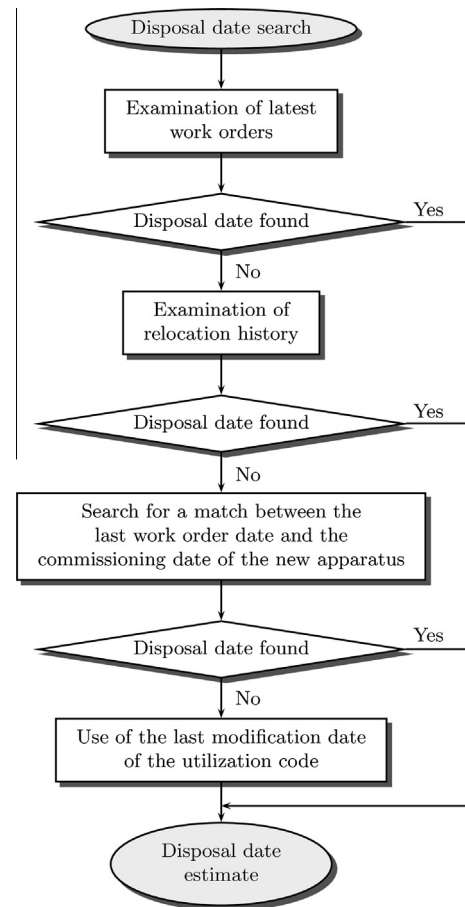 Disposal date search
Examination of latest
work orders
Disposal date found
Yes
No
Examination of
relocation history
Disposal date found
Yes
No
Search for a match between the
last work order date and the
commissioning date of the new apparatus
Disposal date found
Yes
No
Use of the last modification date
of the utilization code
Disposal date
estimate